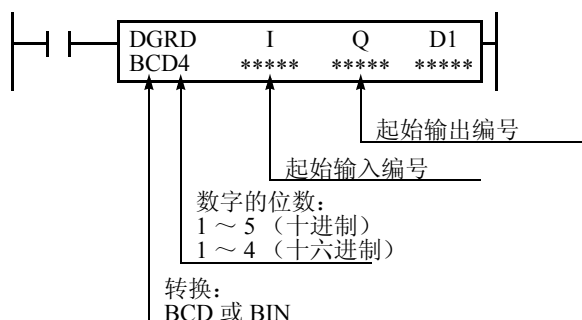 DGRD I Q D1
BCD4 ***** ***** *****
起始输出编号
起始输入编号
数字的位数：
1～5（十进制）
1～4（十六进制）
转换：
BCD 或 BIN